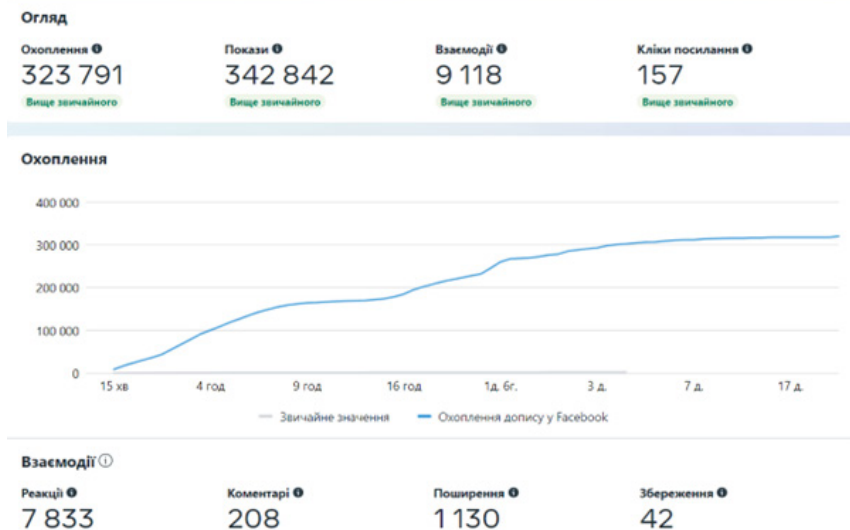 Огляд
Охоплення Покази Взаємодії Кліки посилання
323 791 342 842 9 118 157
Вище звичайного Вище звичайного Вище звичайного Вище звичайного
Охоплення
400 000
300 000
200 000
100 000
0
15 хв 4 год 9 год 16 год 1д. 6г. 3 д. 7 д. 17 д.
Звичайне значення Охоплення допису у Facebook
Взаємодії
Реакції Коментарі Поширення Збереження
7 833 208 1 130 42